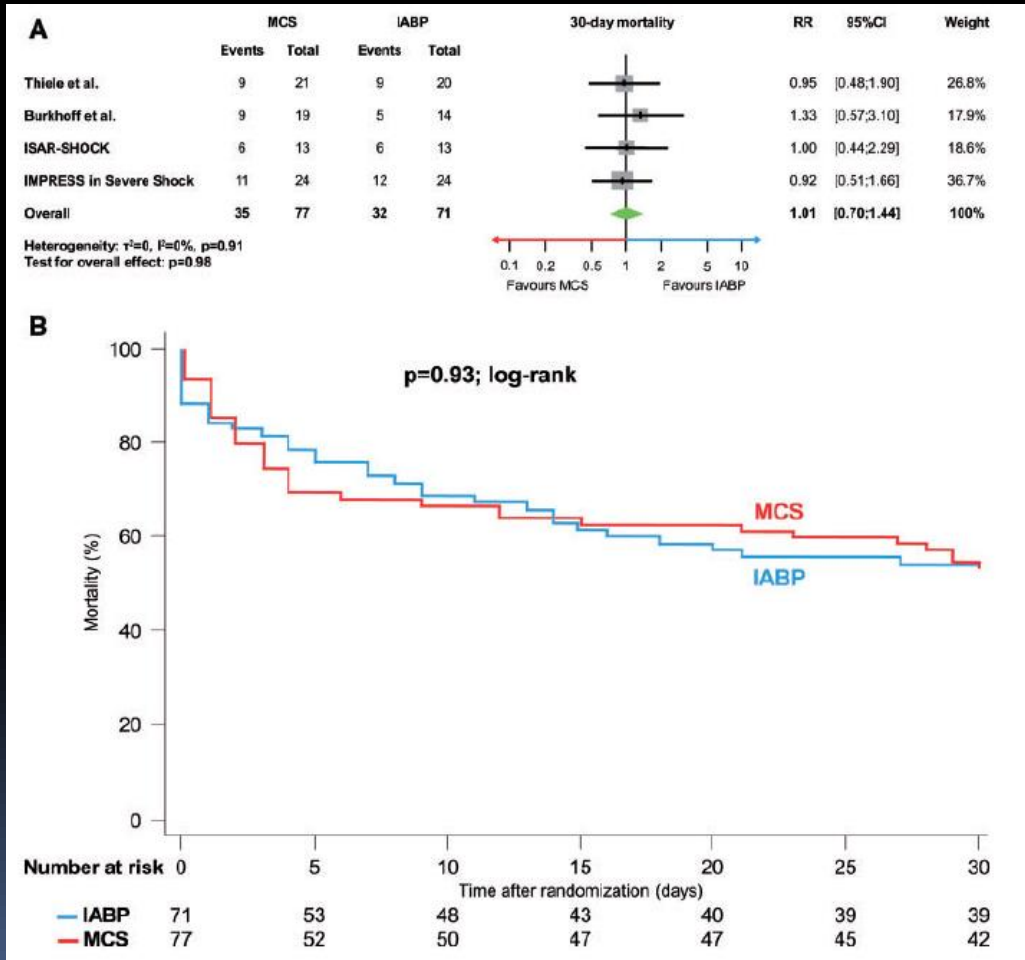 A
MCS IABP 30-day mortality RR 95%CI Weight
Events Total Events Total
Thiele et al. 9 21 9 20 0.95 [0.48;1.90] 26.8%
Burkhoff et al. 9 19 5 14 1.33 [0.57;3.10] 17.9%
ISAR-SHOCK 6 13 6 13 1.00 [0.44;2.29] 18.6%
IMPRESS in Severe Shock 11 24 12 24 0.92 [0.51;1.66] 36.7%
Overall 35 77 32 71 1.01 [0.70;1.44] 100%
Heterogeneity: τ²=0, I²=0%, p=0.91
Test for overall effect: p=0.98
0.1 0.2 0.5 1 2 5 10
Favours MCS Favours IABP
B
p=0.93; log-rank
100
80
60
40
20
0
Mortality (%)
MCS
IABP
Number at risk 0 5 10 15 20 25 30
Time after randomization (days)
IABP 71 53 48 43 40 39 39
MCS 77 52 50 47 47 45 42